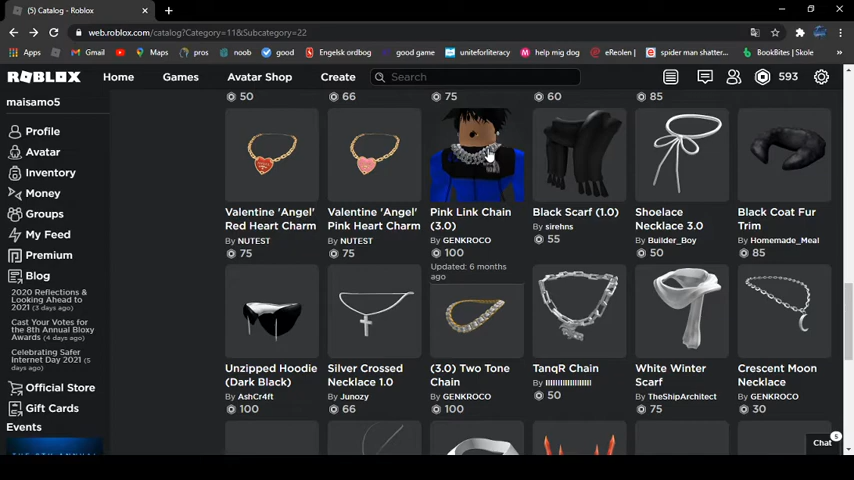 (5) Catalog - Roblox
web.roblox.com/catalog?Category=11&Subcategory=22
Apps
Gmail
Maps
pros
noob
good
Engelsk ordbog
good game
uniteforliteracy
help mig dog
eReolen
spider man shatter...
BookBites | Skole
ROBLOX
Home
Games
Avatar Shop
Create
Search
593
maisamo5
Profile
Avatar
Inventory
Money
Groups
My Feed
Premium
Blog
2020 Reflections &
Looking Ahead to
2021 (3 days ago)
Cast Your Votes for
the 8th Annual Bloxy
Awards (4 days ago)
Celebrating Safer
Internet Day 2021 (5
days ago)
Official Store
Gift Cards
Events
50
66
75
60
85
Valentine 'Angel'
Red Heart Charm
By NUTEST
75
Valentine 'Angel'
Pink Heart Charm
By NUTEST
75
Pink Link Chain
(3.0)
By GENKROCO
100
Updated: 6 months
ago
Black Scarf (1.0)
By sirehns
55
Shoelace
Necklace 3.0
By Builder_Boy
50
Black Coat Fur
Trim
By Homemade_Meal
85
Unzipped Hoodie
(Dark Black)
By AshCr4ft
100
Silver Crossed
Necklace 1.0
By Junozy
66
(3.0) Two Tone
Chain
By GENKROCO
100
TanqR Chain
50
White Winter
Scarf
By TheShipArchitect
75
Crescent Moon
Necklace
By GENKROCO
30
Chat
5